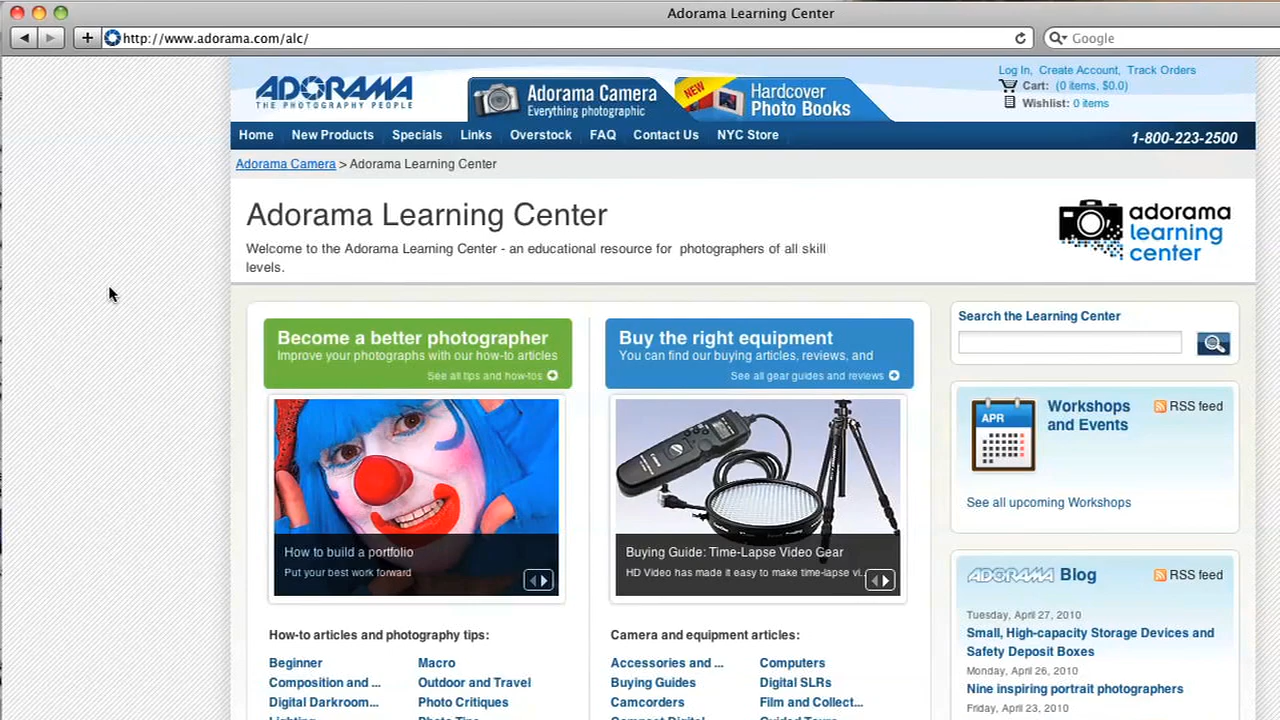 Adorama Learning Center
http://www.adorama.com/alc/
Google
ADORAMA
THE PHOTOGRAPHY PEOPLE
Adorama Camera
Everything photographic
NEW
Hardcover
Photo Books
Log In, Create Account, Track Orders
Cart: (0 items, $0.0)
Wishlist: 0 items
Home New Products Specials Links Overstock FAQ Contact Us NYC Store
1-800-223-2500
Adorama Camera > Adorama Learning Center
Adorama Learning Center
Welcome to the Adorama Learning Center - an educational resource for photographers of all skill
levels.
adorama
learning
center
Become a better photographer
Improve your photographs with our how-to articles
See all tips and how-tos
Buy the right equipment
You can find our buying articles, reviews, and
See all gear guides and reviews
How to build a portfolio
Put your best work forward
Buying Guide: Time-Lapse Video Gear
HD Video has made it easy to make time-lapse vi...
How-to articles and photography tips:
Beginner
Composition and ...
Digital Darkroom...
Macro
Outdoor and Travel
Photo Critiques
Camera and equipment articles:
Accessories and ...
Buying Guides
Camcorders
Computers
Digital SLRs
Film and Collect...
Search the Learning Center
APR
Workshops
and Events
RSS feed
See all upcoming Workshops
ADORAMA Blog
RSS feed
Tuesday, April 27, 2010
Small, High-capacity Storage Devices and
Safety Deposit Boxes
Monday, April 26, 2010
Nine inspiring portrait photographers
Friday, April 23, 2010